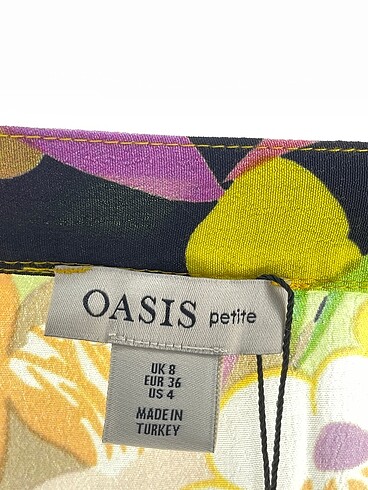 OASIS petite
UK 8
EUR 36
US 4
MADE IN
TURKEY